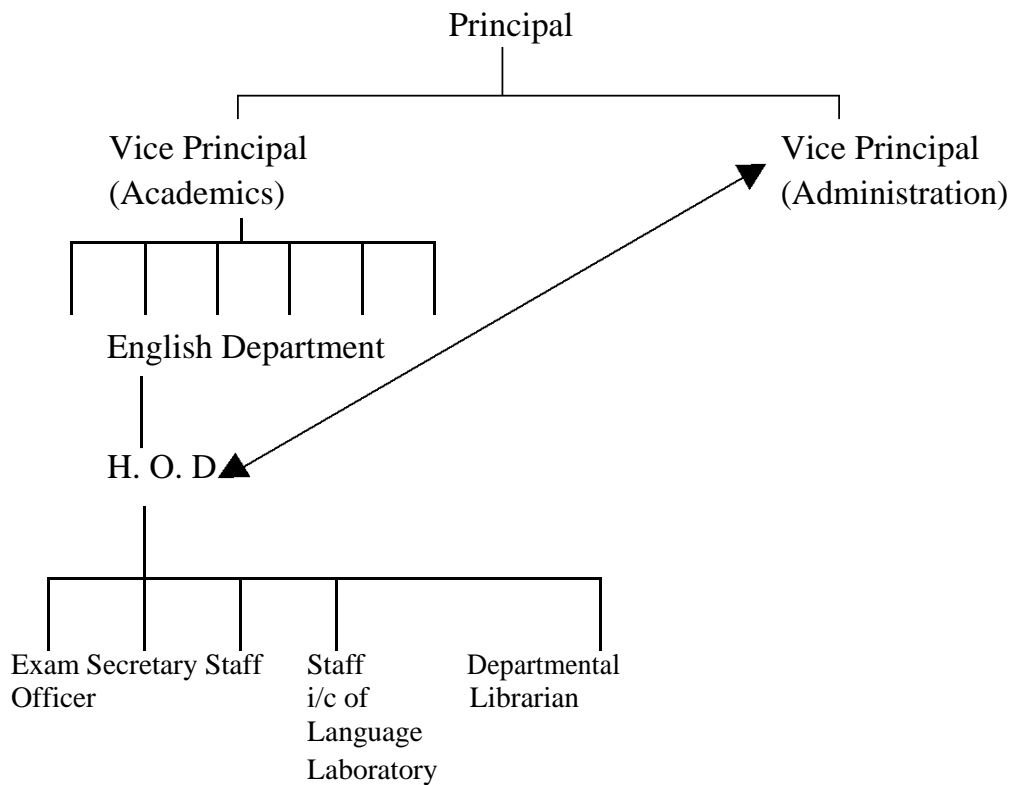 Principal
Vice Principal
(Academics)
Vice Principal
(Administration)
English Department
H. O. D
Exam Secretary Staff
Officer
Staff
i/c of
Language
Laboratory
Departmental
Librarian